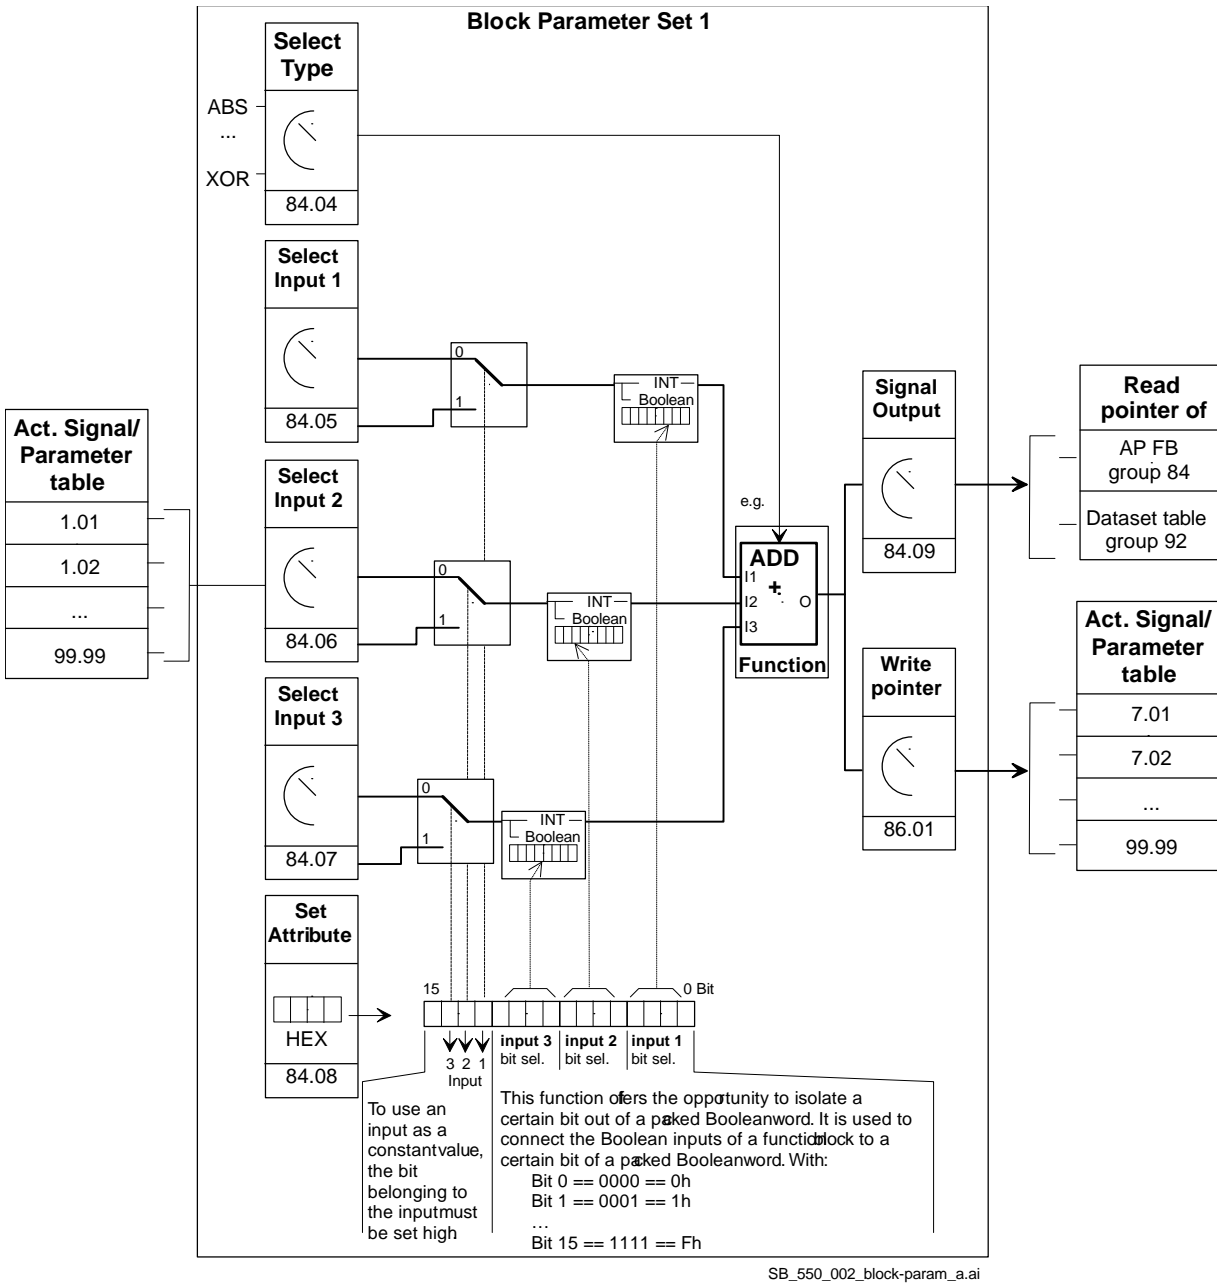 Block Parameter Set 1
Select
Type
ABS
...
XOR
84.04
Select
Input 1
84.05
0
1
INT
Boolean
Act. Signal/
Parameter
table
1.01
1.02
...
99.99
Select
Input 2
84.06
0
1
INT
Boolean
Select
Input 3
84.07
0
1
INT
Boolean
e.g.
ADD
+
I1
I2
I3
O
Function
Signal
Output
84.09
Write
pointer
86.01
Read
pointer of
AP FB
group 84
Dataset table
group 92
Act. Signal/
Parameter
table
7.01
7.02
...
99.99
Set
Attribute
HEX
84.08
15
0 Bit
3 2 1
Input
input 3
bit sel.
input 2
bit sel.
input 1
bit sel.
To use an
input as a
constantvalue,
the bit
belonging to
the inputmust
be set high
This function offers the opportunity to isolate a
certain bit out of a packed Booleanword. It is used to
connect the Boolean inputs of a functionblock to a
certain bit of a packed Booleanword. With:
Bit 0 == 0000 == 0h
Bit 1 == 0001 == 1h
...
Bit 15 == 1111 == Fh
SB_550_002_block-param_a.ai